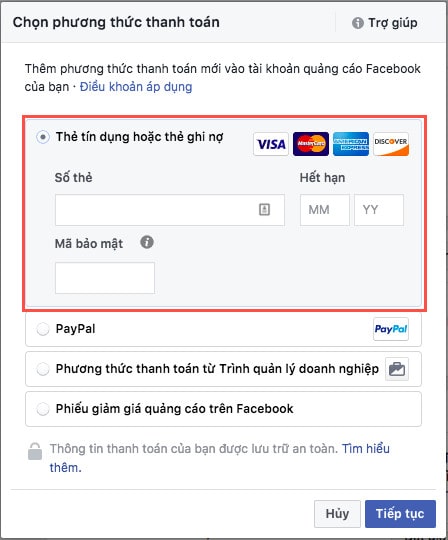 Chọn phương thức thanh toán
Trợ giúp
Thêm phương thức thanh toán mới vào tài khoản quảng cáo Facebook
của bạn · Điều khoản áp dụng
Thẻ tín dụng hoặc thẻ ghi nợ
VISA
MasterCard
AMERICAN EXPRESS
DISCOVER
Số thẻ
Hết hạn
MM
YY
Mã bảo mật
PayPal
PayPal
Phương thức thanh toán từ Trình quản lý doanh nghiệp
Phiếu giảm giá quảng cáo trên Facebook
Thông tin thanh toán của bạn được lưu trữ an toàn. Tìm hiểu
thêm.
Hủy
Tiếp tục